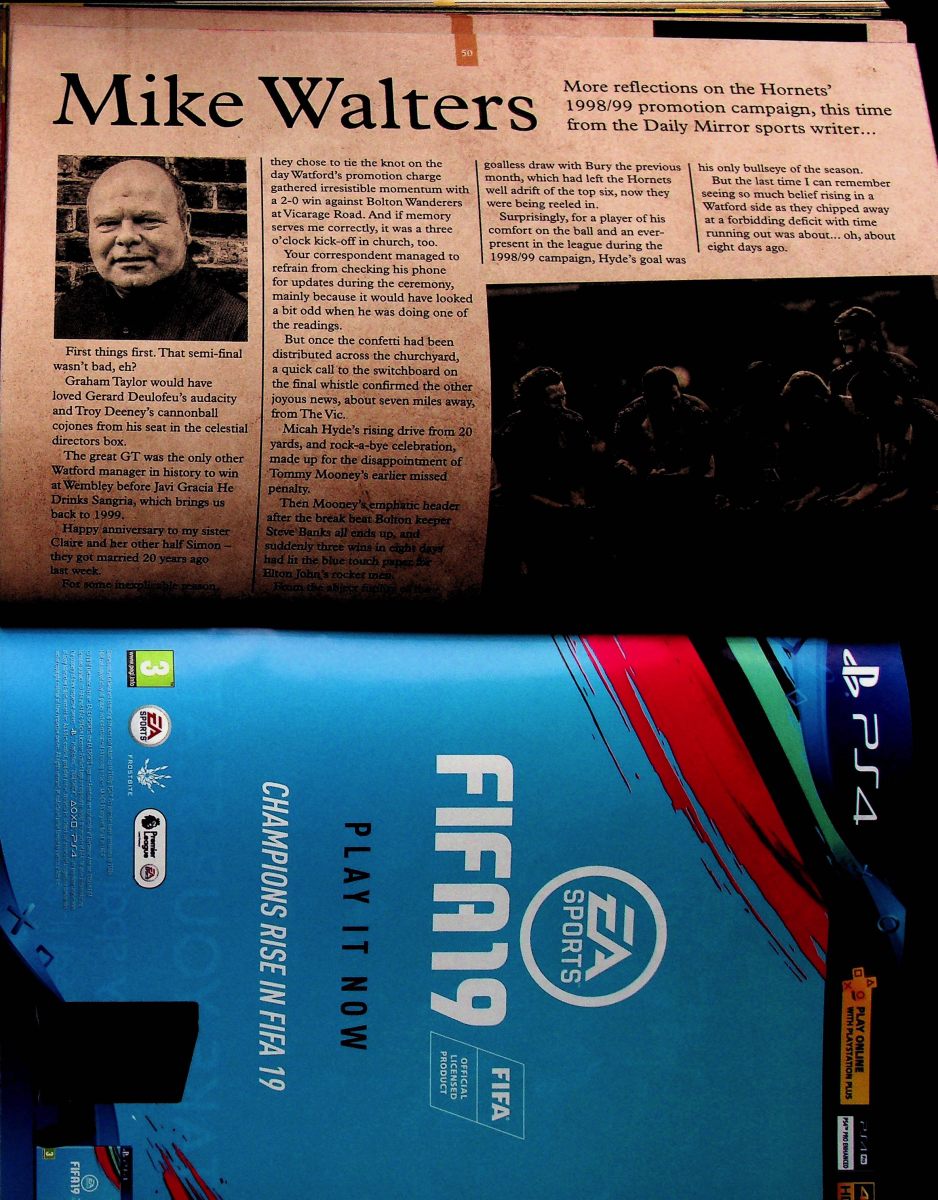 50
Mike Walters
More reflections on the Hornets'
1998/99 promotion campaign, this time
from the Daily Mirror sports writer...
First things first. That semi-final
wasn't bad, eh?
Graham Taylor would have
loved Gerard Deulofeu's audacity
and Troy Deeney's cannonball
cojones from his seat in the celestial
directors box.
The great GT was the only other
Watford manager in history to win
at Wembley before Javi Gracia He
Drinks Sangria, which brings us
back to 1999.
Happy anniversary to my sister
Claire and her other half Simon –
they got married 20 years ago
last week.
For some inexplicable reason,
they chose to tie the knot on the
day Watford's promotion charge
gathered irresistible momentum with
a 2-0 win against Bolton Wanderers
at Vicarage Road. And if memory
serves me correctly, it was a three
o'clock kick-off in church, too.
Your correspondent managed to
refrain from checking his phone
for updates during the ceremony,
mainly because it would have looked
a bit odd when he was doing one of
the readings.
But once the confetti had been
distributed across the churchyard,
a quick call to the switchboard on
the final whistle confirmed the other
joyous news, about seven miles away,
from The Vic.
Micah Hyde's rising drive from 20
yards, and rock-a-bye celebration,
made up for the disappointment of
Tommy Mooney's earlier missed
penalty.
Then Mooney's emphatic header
after the break beat Bolton keeper
Steve Banks all ends up, and
suddenly three wins in eight days
had lit the blue touch paper for
Elton John's rocket men.
From the abject
goalless draw with Bury the previous
month, which had left the Hornets
well adrift of the top six, now they
were being reeled in.
Surprisingly, for a player of his
comfort on the ball and an ever-
present in the league during the
1998/99 campaign, Hyde's goal was
his only bullseye of the season.
But the last time I can remember
seeing so much belief rising in a
Watford side as they chipped away
at a forbidding deficit with time
running out was about... oh, about
eight days ago.
PS4
EA
SPORTS
FIFA19
FIFA
OFFICIAL
LICENSED
PRODUCT
PLAY IT NOW
CHAMPIONS RISE IN FIFA 19
3
www.pegi.info
EA
SPORTS
FROSTBITE
Premier
League
EA
PLAY ONLINE
WITH PLAYSTATION PLUS
PS4 PRO ENHANCED
4
H
3
FIFA19